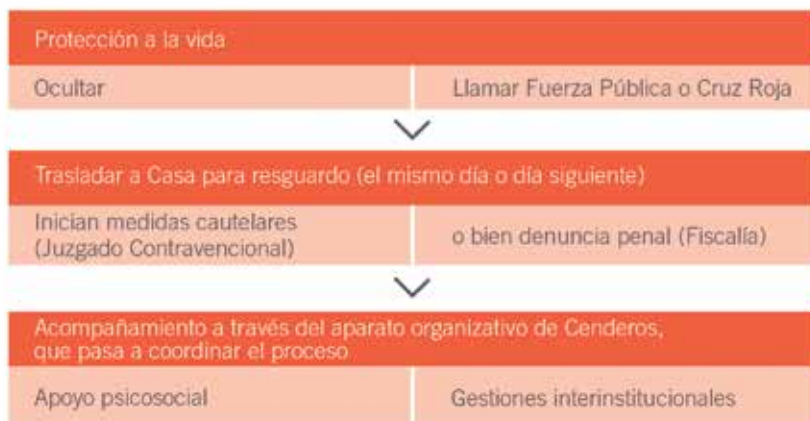 Protección a la vida
Ocultar
Llamar Fuerza Pública o Cruz Roja
Trasladar a Casa para resguardo (el mismo día o día siguiente)
Inician medidas cautelares
(Juzgado Contravencional)
o bien denuncia penal (Fiscalía)
Acompañamiento a través del aparato organizativo de Cenderos,
que pasa a coordinar el proceso
Apoyo psicosocial
Gestiones interinstitucionales